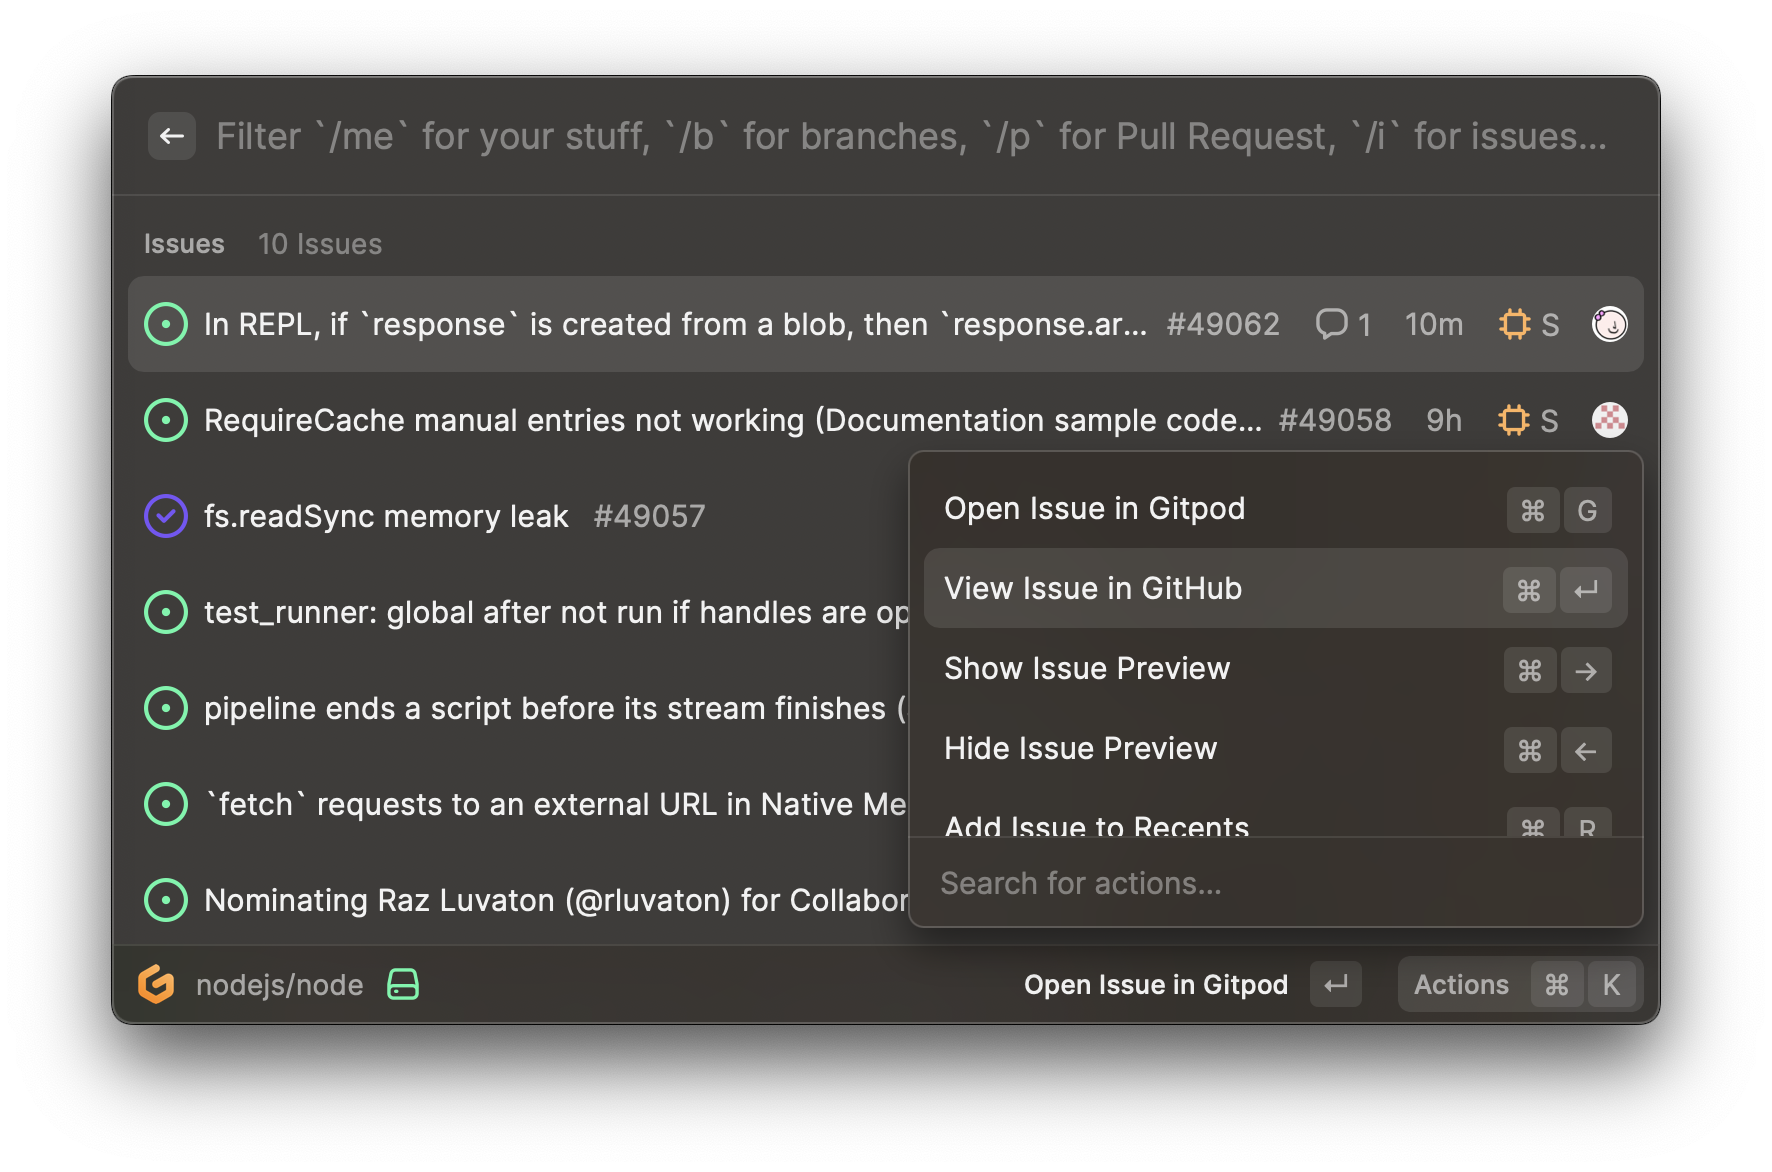 Filter `/me` for your stuff, `/b` for branches, `/p` for Pull Request, `/i` for issues...
Issues 10 Issues
In REPL, if `response` is created from a blob, then `response.ar... #49062 1 10m S
RequireCache manual entries not working (Documentation sample code... #49058 9h S
fs.readSync memory leak #49057
test_runner: global after not run if handles are op
pipeline ends a script before its stream finishes (
`fetch` requests to an external URL in Native Me
Nominating Raz Luvaton (@rluvaton) for Collabor
Open Issue in Gitpod ⌘ G
View Issue in GitHub ⌘ ↵
Show Issue Preview ⌘ →
Hide Issue Preview ⌘ ←
Add Issue to Recents ⌘ R
Search for actions...
nodejs/node Open Issue in Gitpod ↵ Actions ⌘ K